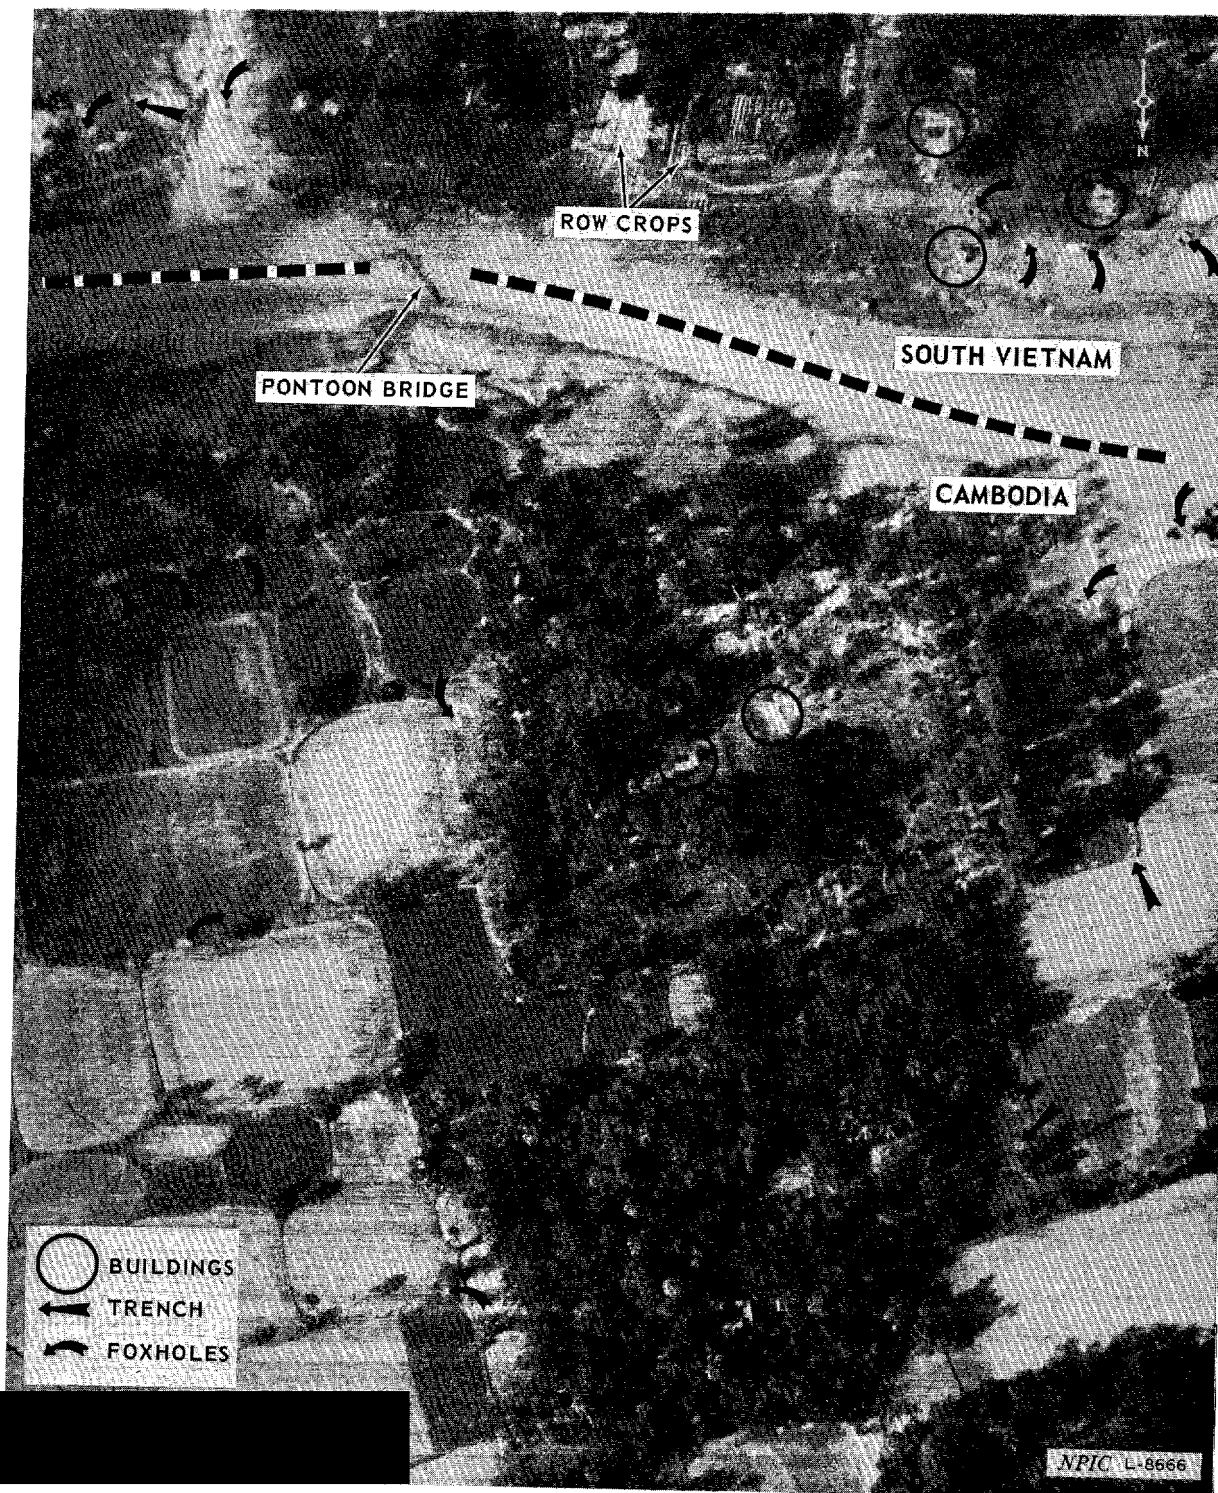 N
ROW CROPS
SOUTH VIETNAM
PONTOON BRIDGE
CAMBODIA
BUILDINGS
TRENCH
FOXHOLES
NPIC L-8666